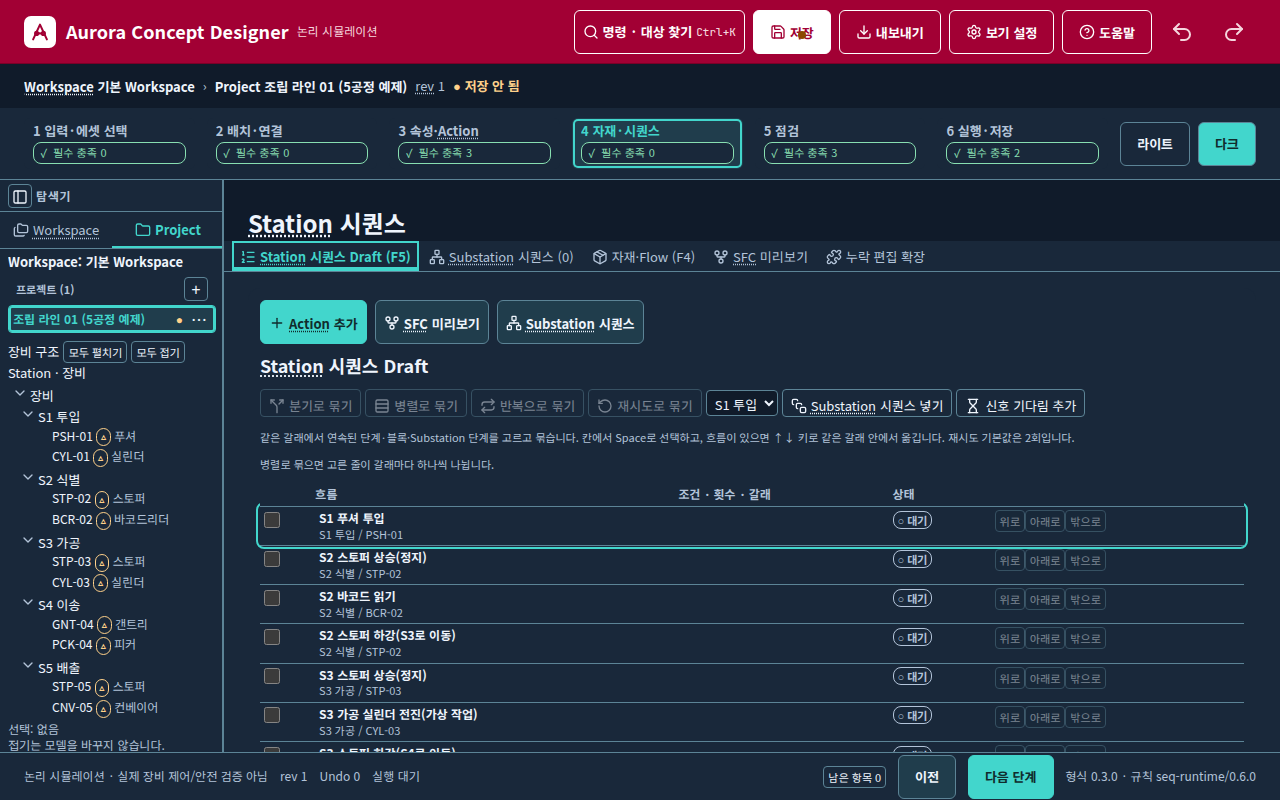 Aurora Concept Designer 논리 시뮬레이션
명령 · 대상 찾기 Ctrl+K
저장
내보내기
보기 설정
도움말
Workspace 기본 Workspace › Project 조립 라인 01 (5공정 예제) rev 1 ● 저장 안 됨
1 입력·에셋 선택
✓ 필수 충족 0
2 배치·연결
✓ 필수 충족 0
3 속성·Action
✓ 필수 충족 3
4 자재·시퀀스
✓ 필수 충족 0
5 점검
✓ 필수 충족 3
6 실행·저장
✓ 필수 충족 2
라이트
다크
탐색기
Workspace
Project
Workspace: 기본 Workspace
프로젝트 (1)
+
조립 라인 01 (5공정 예제) ● ···
장비 구조 모두 펼치기 모두 접기
Station · 장비
장비
S1 투입
PSH-01 푸셔
CYL-01 실린더
S2 식별
STP-02 스토퍼
BCR-02 바코드리더
S3 가공
STP-03 스토퍼
CYL-03 실린더
S4 이송
GNT-04 갠트리
PCK-04 피커
S5 배출
STP-05 스토퍼
CNV-05 컨베이어
선택: 없음
접기는 모델을 바꾸지 않습니다.
Station 시퀀스
Station 시퀀스 Draft (F5)
Substation 시퀀스 (0)
자재·Flow (F4)
SFC 미리보기
누락 편집 확장
+ Action 추가
SFC 미리보기
Substation 시퀀스
Station 시퀀스 Draft
분기로 묶기
병렬로 묶기
반복으로 묶기
재시도로 묶기
S1 투입
Substation 시퀀스 넣기
신호 기다림 추가
같은 갈래에서 연속된 단계·블록·Substation 단계를 고르고 묶습니다. 칸에서 Space로 선택하고, 흐름이 있으면 ↑↓ 키로 같은 갈래 안에서 옮깁니다. 재시도 기본값은 2회입니다.
병렬로 묶으면 고른 줄이 갈래마다 하나씩 나뉩니다.
흐름 조건 · 횟수 · 갈래 상태
S1 푸셔 투입
S1 투입 / PSH-01
○ 대기 위로 아래로 밖으로
S2 스토퍼 상승(정지)
S2 식별 / STP-02
○ 대기 위로 아래로 밖으로
S2 바코드 읽기
S2 식별 / BCR-02
○ 대기 위로 아래로 밖으로
S2 스토퍼 하강(S3로 이동)
S2 식별 / STP-02
○ 대기 위로 아래로 밖으로
S3 스토퍼 상승(정지)
S3 가공 / STP-03
○ 대기 위로 아래로 밖으로
S3 가공 실린더 전진(가상 작업)
S3 가공 / CYL-03
○ 대기 위로 아래로 밖으로
논리 시뮬레이션 · 실제 장비 제어/안전 검증 아님 rev 1 Undo 0 실행 대기
남은 항목 0
이전
다음 단계
형식 0.3.0 · 규칙 seq-runtime/0.6.0